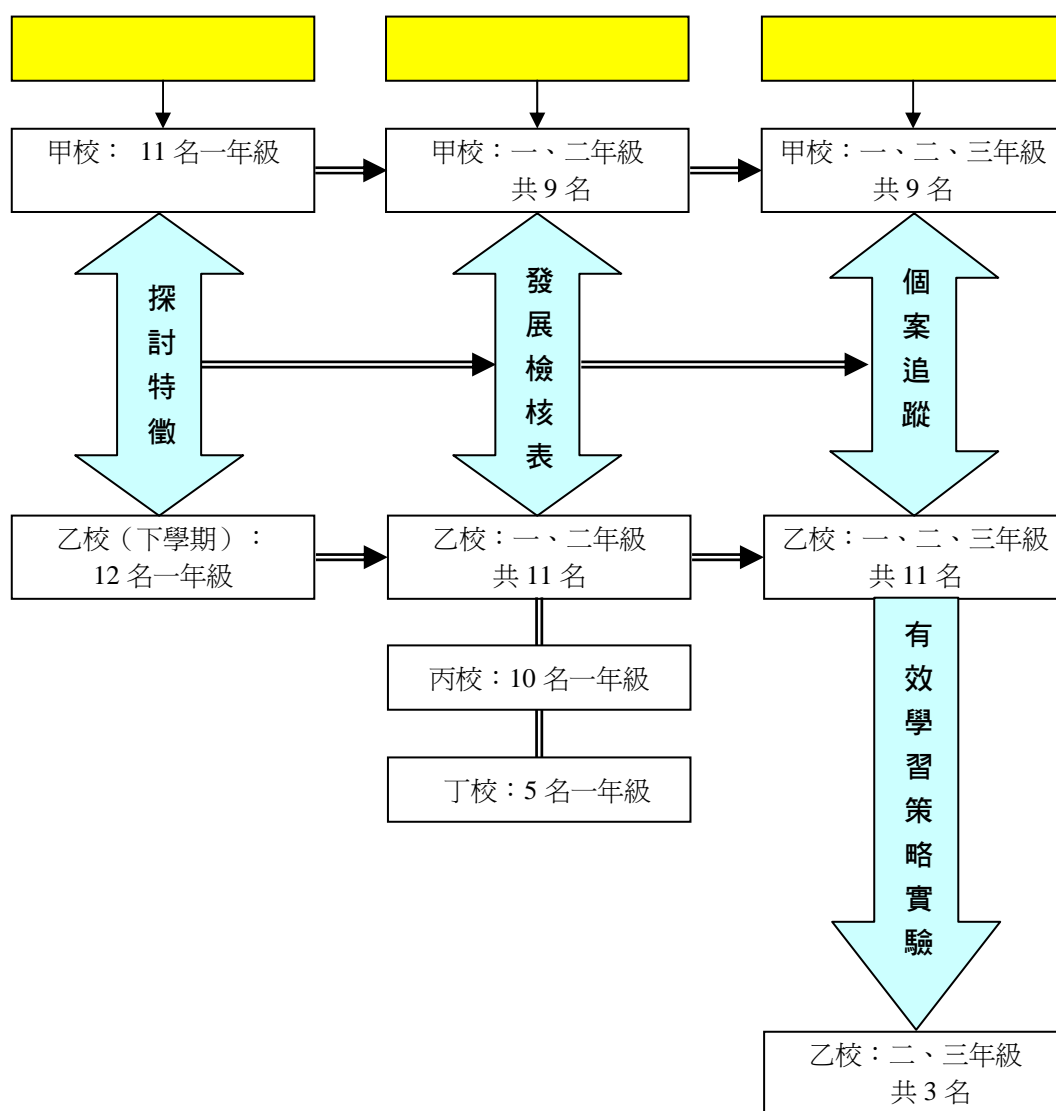 甲校： 11 名一年級
甲校：一、二年級
共 9 名
甲校：一、二、三年級
共 9 名
探討特徵
發展檢核表
個案追蹤
乙校（下學期）：
12 名一年級
乙校：一、二年級
共 11 名
乙校：一、二、三年級
共 11 名
丙校：10 名一年級
丁校：5 名一年級
有效學習策略實驗
乙校：二、三年級
共 3 名